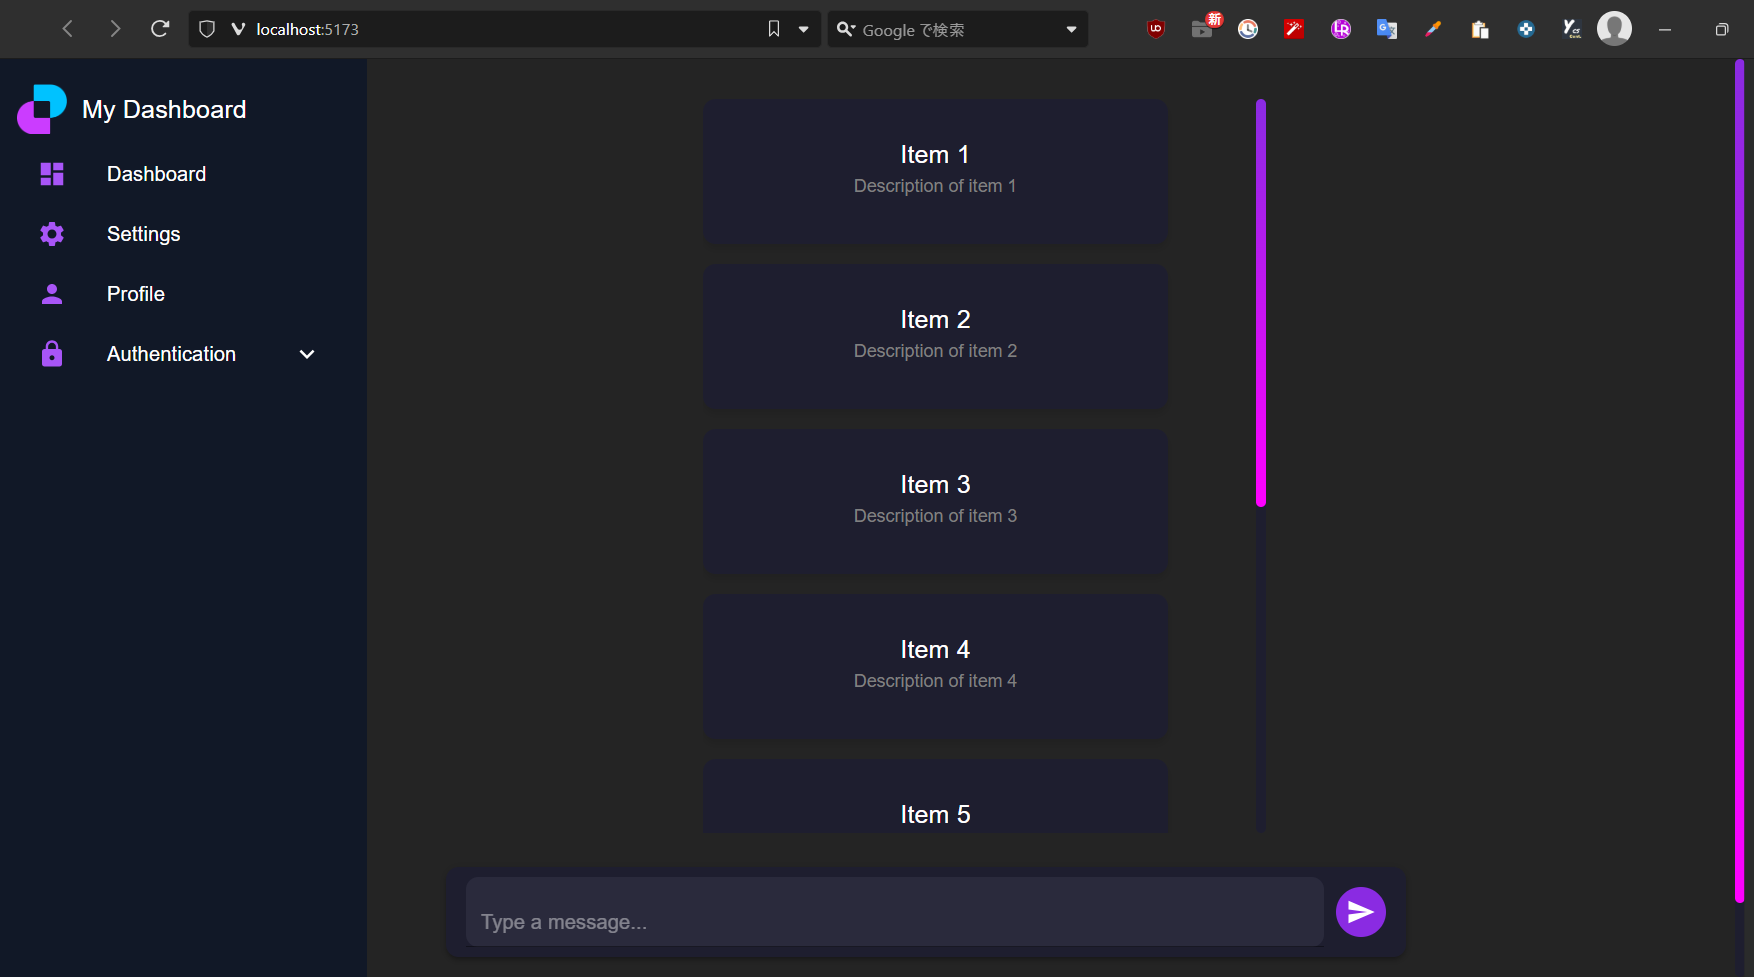 localhost:5173
Google で検索
新
My Dashboard
Dashboard
Settings
Profile
Authentication
Item 1
Description of item 1
Item 2
Description of item 2
Item 3
Description of item 3
Item 4
Description of item 4
Item 5
Type a message...